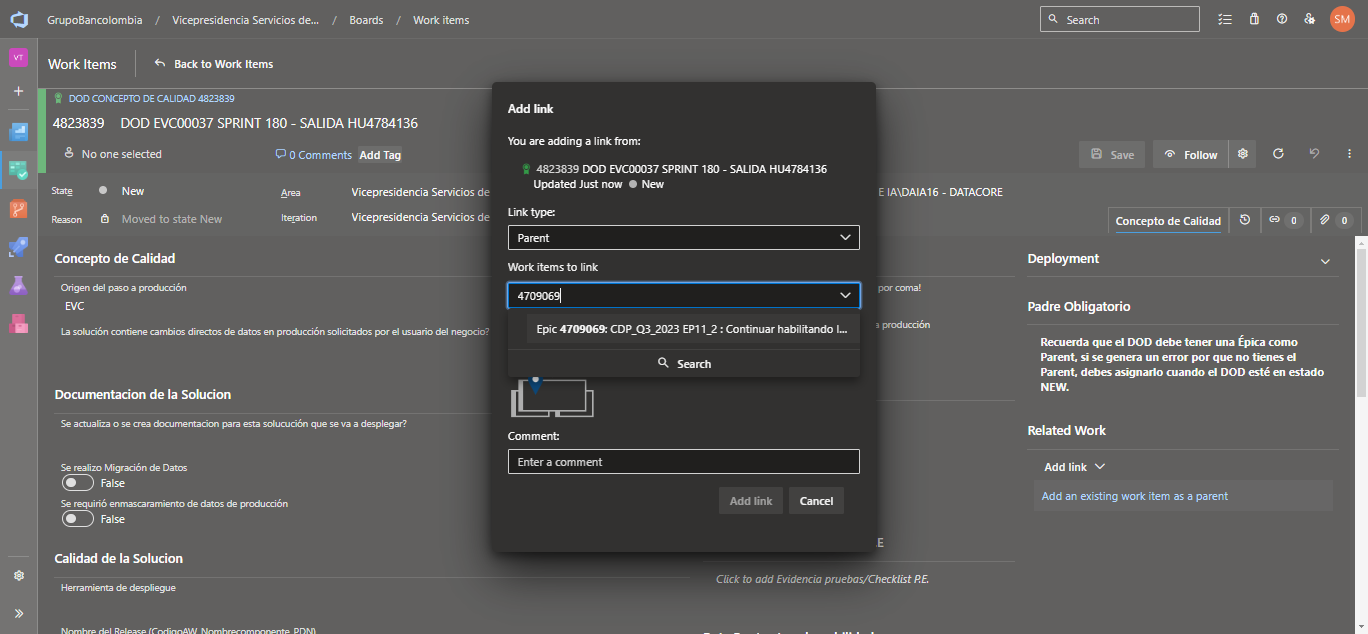 GrupoBancolombia / Vicepresidencia Servicios de... / Boards / Work items
Search
SM
VT
Work Items
Back to Work Items
DOD CONCEPTO DE CALIDAD 4823839
4823839 DOD EVC00037 SPRINT 180 - SALIDA HU4784136
No one selected
0 Comments
Add Tag
Save
Follow
State
New
Area
Vicepresidencia Servicios de
E IA\DAIA16 - DATACORE
Reason
Moved to state New
Iteration
Vicepresidencia Servicios de
Concepto de Calidad
0
0
Concepto de Calidad
Origen del paso a producción
EVC
La solución contiene cambios directos de datos en producción solicitados por el usuario del negocio?
Documentacion de la Solucion
Se actualiza o se crea documentacion para esta solucución que se va a desplegar?
Se realizo Migración de Datos
False
Se requirió enmascaramiento de datos de producción
False
Calidad de la Solucion
Herramienta de despliegue
Nombre del Release (CodigoAW_Nombrecomponente_PDN)
Add link
You are adding a link from:
4823839 DOD EVC00037 SPRINT 180 - SALIDA HU4784136
Updated Just now
New
Link type:
Parent
Work items to link
4709069
Epic 4709069: CDP_Q3_2023 EP11_2 : Continuar habilitando l...
Search
Comment:
Enter a comment
Add link
Cancel
por coma!
a producción
E
Click to add Evidencia pruebas/Checklist P.E.
Deployment
Padre Obligatorio
Recuerda que el DOD debe tener una Épica como
Parent, si se genera un error por que no tienes el
Parent, debes asignarlo cuando el DOD esté en estado
NEW.
Related Work
Add link
Add an existing work item as a parent